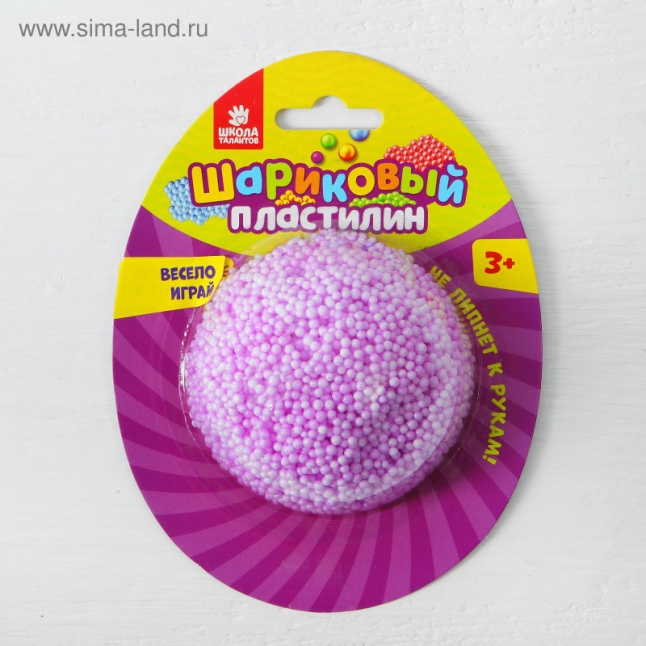 www.sima-land.ru
ШКОЛА
ТАЛАНТОВ
ШАРИКОВЫЙ
ПЛАСТИЛИН
ВЕСЕЛО
ИГРАЙ
3+
НЕ ЛИПНЕТ К РУКАМ!